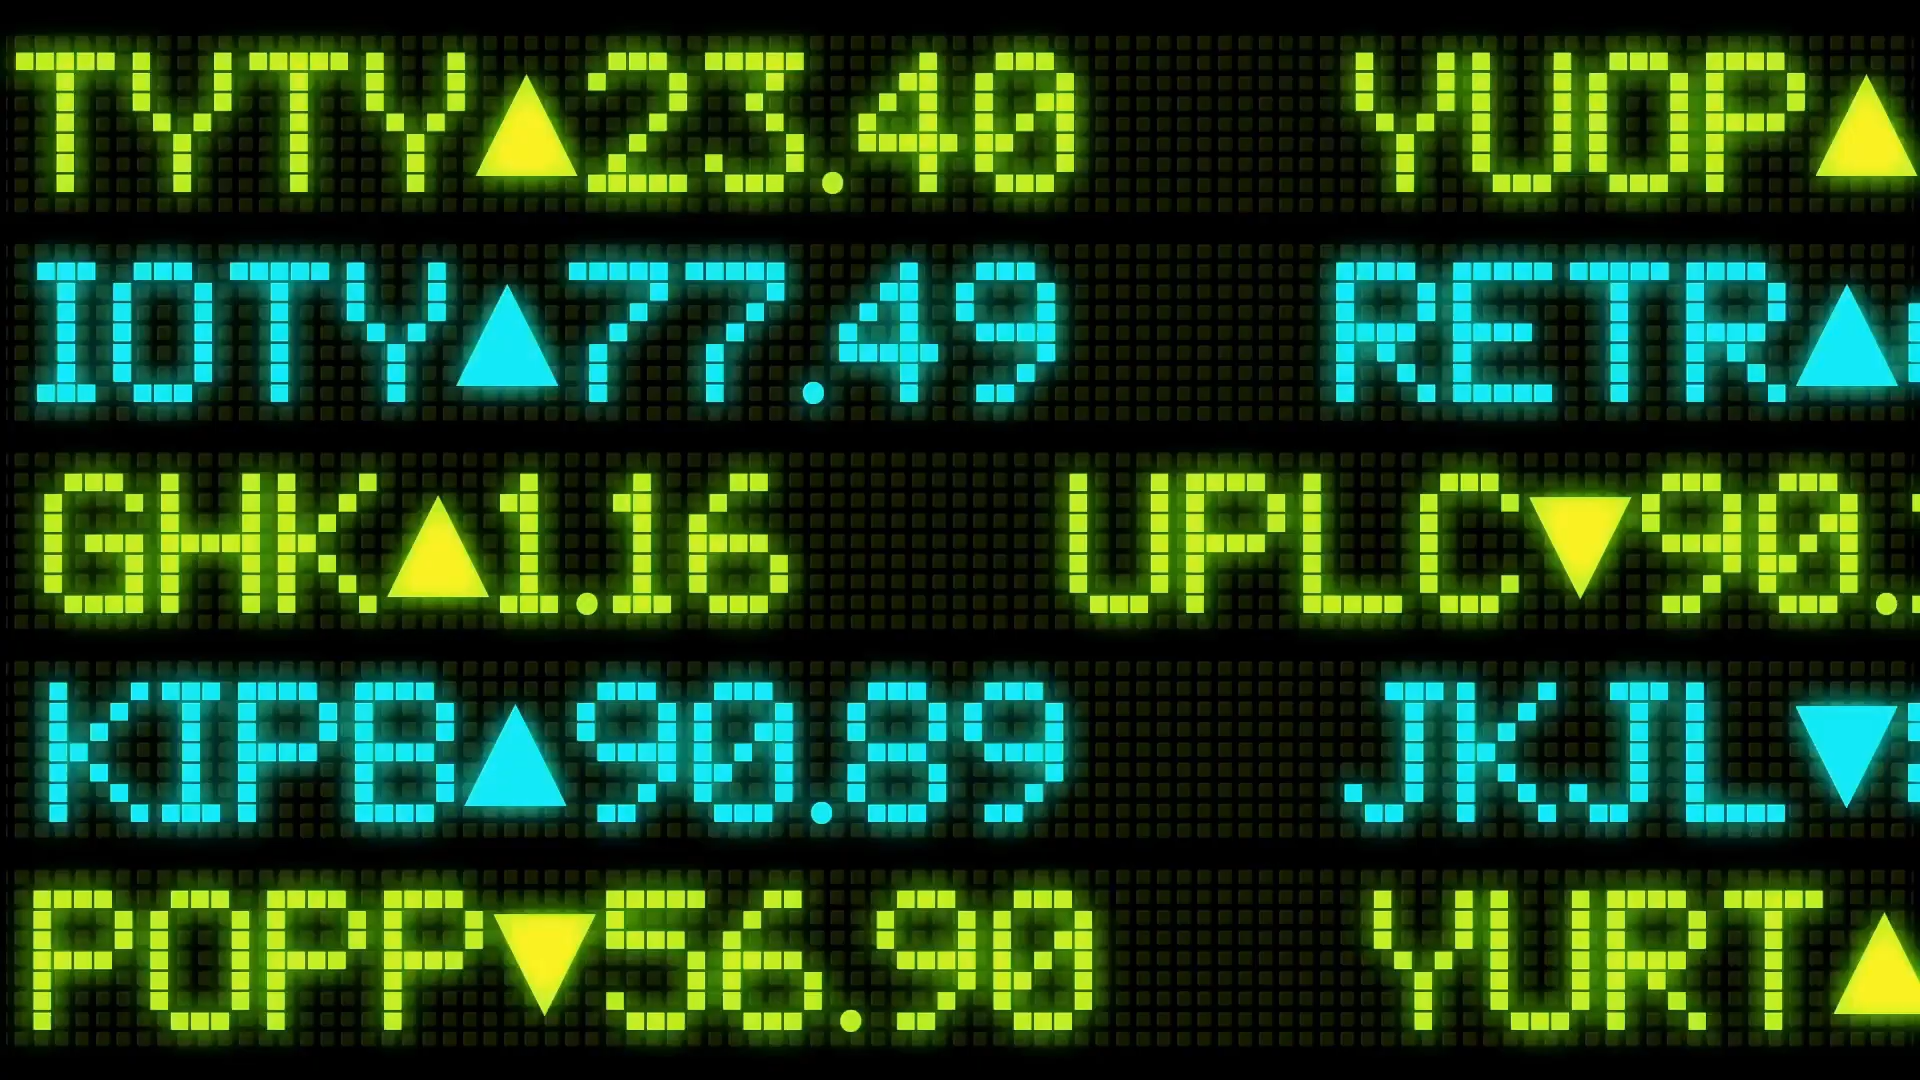 TYTY▲23.40 YUOP▲
IOTY▲77.49 RETR▲
GHK▲1.16 UPLC▼90.
KIPB▲90.89 JKJL▼
POPP▼56.90 YURT▲